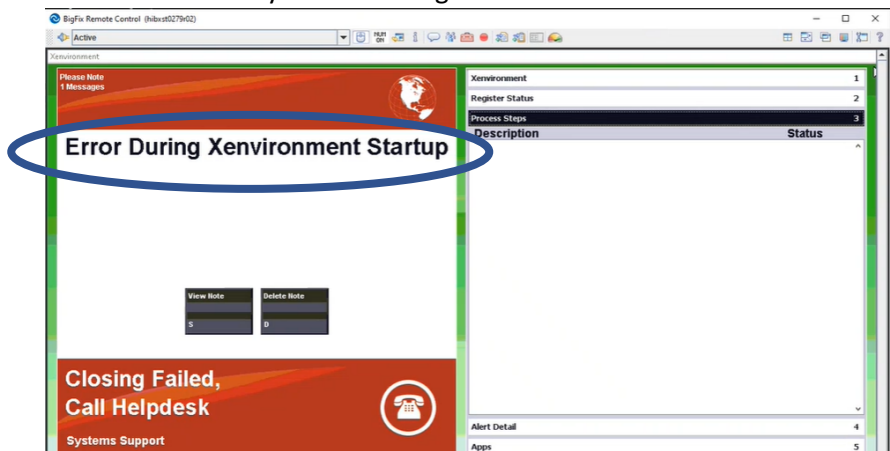 BigFix Remote Control (hibxst0279r02)
Active
NUM
ON
Xenvironment
Please Note
1 Messages
Error During Xenvironment Startup
View Note
S
Delete Note
D
Closing Failed,
Call Helpdesk
Systems Support
Xenvironment 1
Register Status 2
Process Steps 3
Description Status
Alert Detail 4
Apps 5